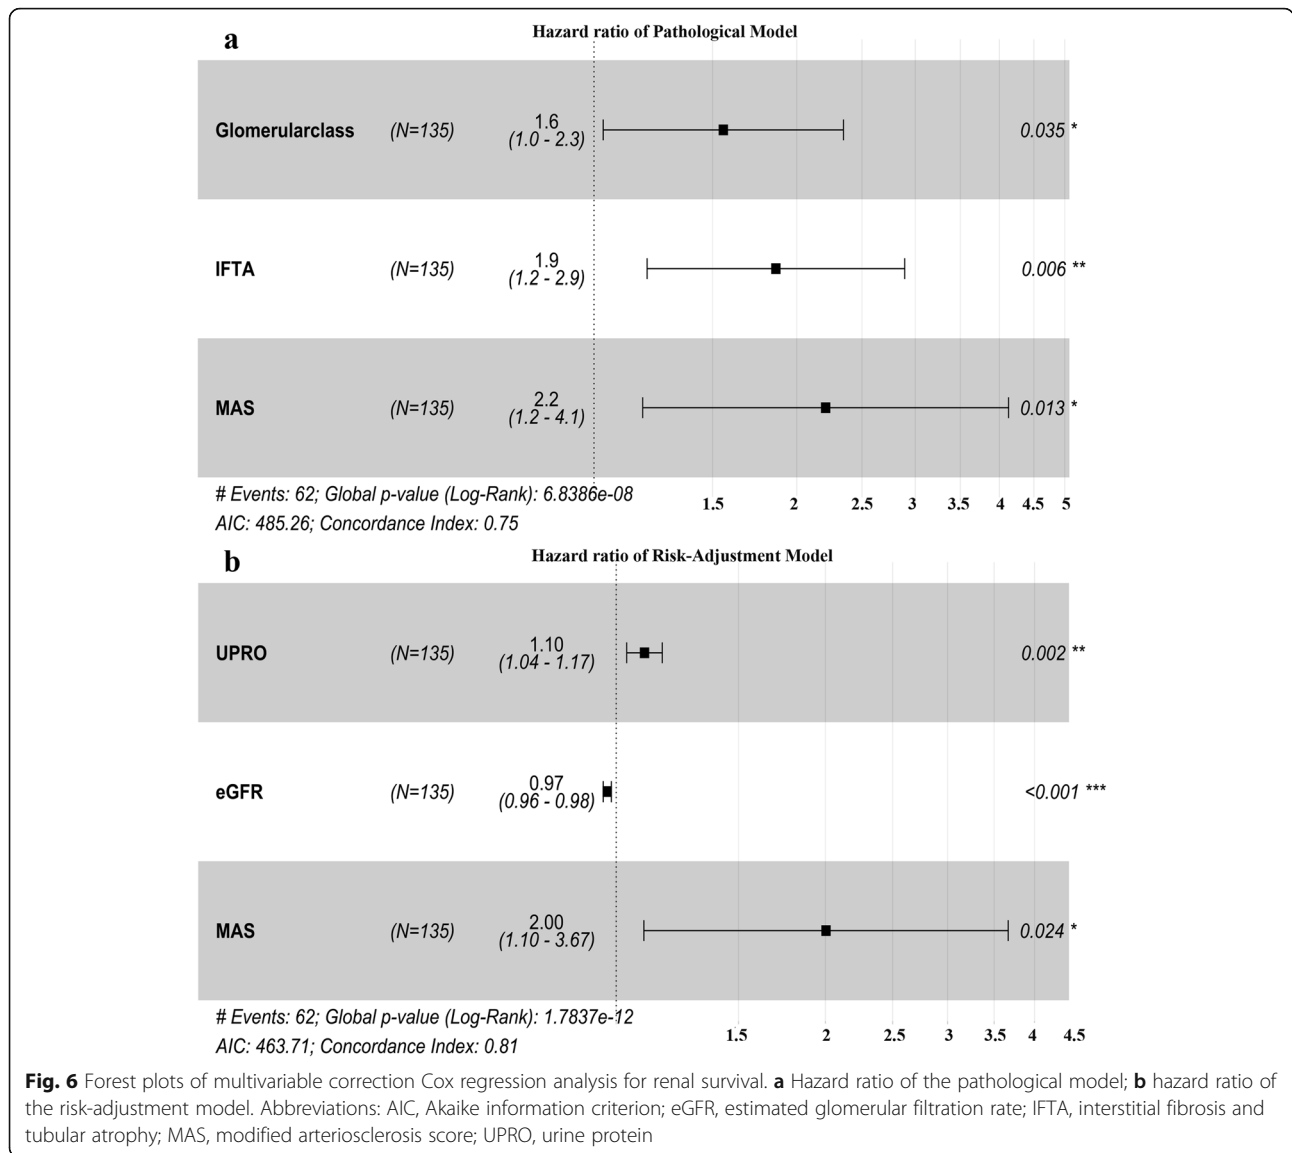 a
Hazard ratio of Pathological Model
Glomerularclass (N=135) 1.6 (1.0 - 2.3) 0.035 *
IFTA (N=135) 1.9 (1.2 - 2.9) 0.006 **
MAS (N=135) 2.2 (1.2 - 4.1) 0.013 *
# Events: 62; Global p-value (Log-Rank): 6.8386e-08
AIC: 485.26; Concordance Index: 0.75
1.5 2 2.5 3 3.5 4 4.5 5
b
Hazard ratio of Risk-Adjustment Model
UPRO (N=135) 1.10 (1.04 - 1.17) 0.002 **
eGFR (N=135) 0.97 (0.96 - 0.98) <0.001 ***
MAS (N=135) 2.00 (1.10 - 3.67) 0.024 *
# Events: 62; Global p-value (Log-Rank): 1.7837e-12
AIC: 463.71; Concordance Index: 0.81
1.5 2 2.5 3 3.5 4 4.5
Fig. 6 Forest plots of multivariable correction Cox regression analysis for renal survival. a Hazard ratio of the pathological model; b hazard ratio of
the risk-adjustment model. Abbreviations: AIC, Akaike information criterion; eGFR, estimated glomerular filtration rate; IFTA, interstitial fibrosis and
tubular atrophy; MAS, modified arteriosclerosis score; UPRO, urine protein